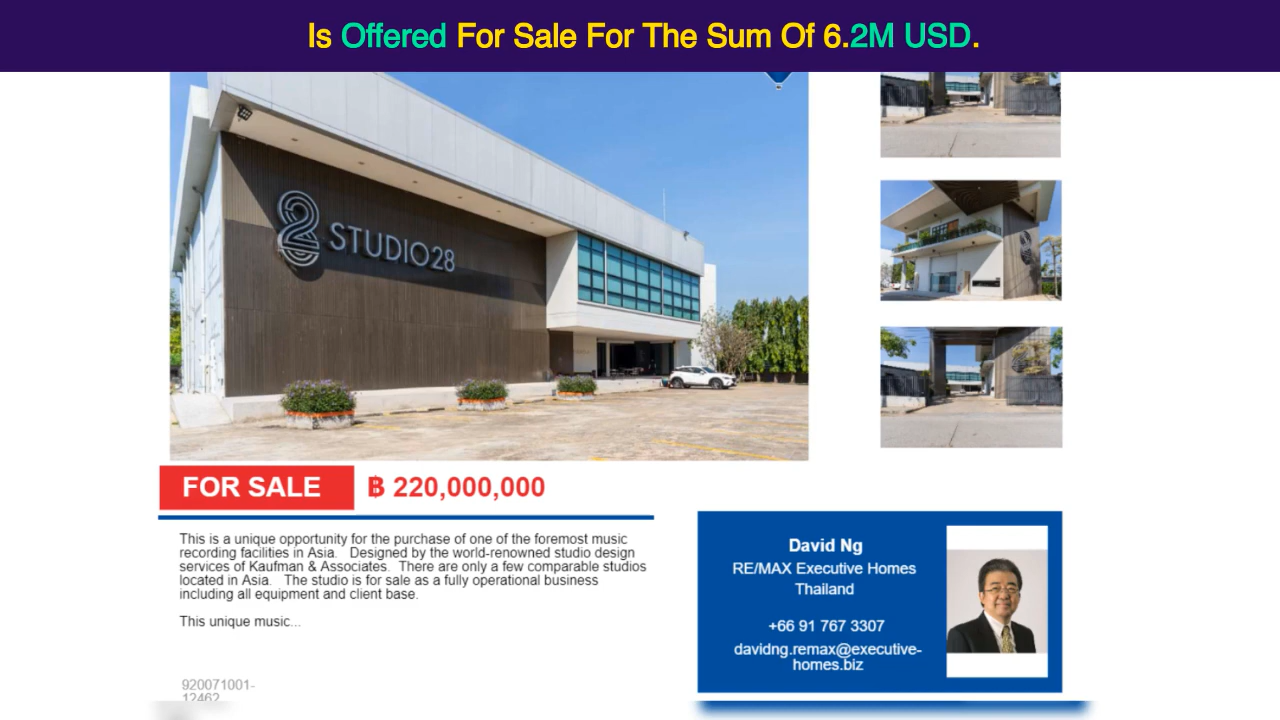 Is Offered For Sale For The Sum Of 6.2M USD.
STUDIO28
FOR SALE
฿ 220,000,000
This is a unique opportunity for the purchase of one of the foremost music
recording facilities in Asia. Designed by the world-renowned studio design
services of Kaufman & Associates. There are only a few comparable studios
located in Asia. The studio is for sale as a fully operational business
including all equipment and client base.
This unique music...
920071001-
12462
David Ng
RE/MAX Executive Homes
Thailand
+66 91 767 3307
davidng.remax@executive-
homes.biz